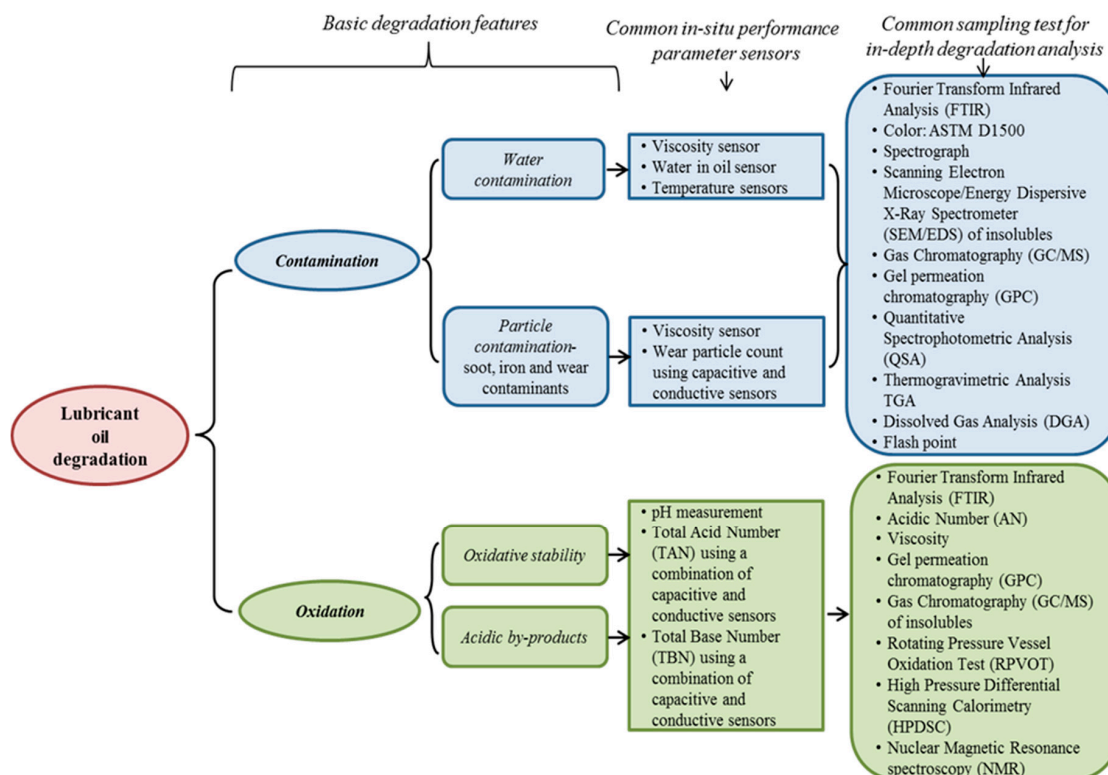 Basic degradation features
Common in-situ performance
parameter sensors
Common sampling test for
in-depth degradation analysis
Lubricant
oil
degradation
Contamination
Water
contamination
• Viscosity sensor
• Water in oil sensor
• Temperature sensors
Particle
contamination-
soot, iron and wear
contaminants
• Viscosity sensor
• Wear particle count
using capacitive and
conductive sensors
• Fourier Transform Infrared
Analysis (FTIR)
• Color: ASTM D1500
• Spectrograph
• Scanning Electron
Microscope/Energy Dispersive
X-Ray Spectrometer
(SEM/EDS) of insolubles
• Gas Chromatography (GC/MS)
• Gel permeation
chromatography (GPC)
• Quantitative
Spectrophotometric Analysis
(QSA)
• Thermogravimetric Analysis
TGA
• Dissolved Gas Analysis (DGA)
• Flash point
Oxidation
Oxidative stability
Acidic by-products
• pH measurement
• Total Acid Number
(TAN) using a
combination of
capacitive and
conductive sensors
• Total Base Number
(TBN) using a
combination of
capacitive and
conductive sensors
• Fourier Transform Infrared
Analysis (FTIR)
• Acidic Number (AN)
• Viscosity
• Gel permeation
chromatography (GPC)
• Gas Chromatography (GC/MS)
of insolubles
• Rotating Pressure Vessel
Oxidation Test (RPVOT)
• High Pressure Differential
Scanning Calorimetry
(HPDSC)
• Nuclear Magnetic Resonance
spectroscopy (NMR)